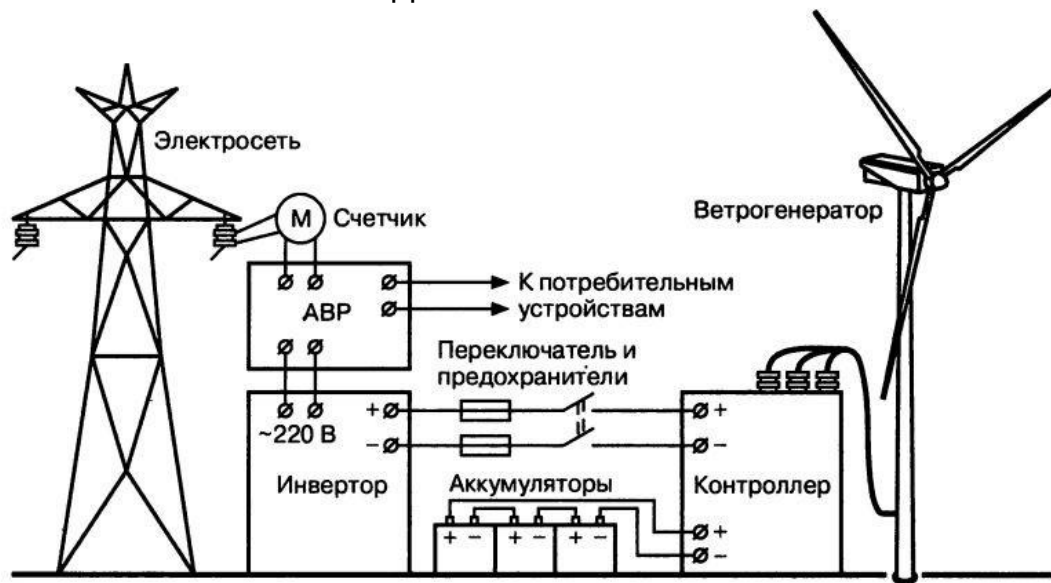 Электросеть
М
Счетчик
Ветрогенератор
АВР
К потребительным
устройствам
Переключатель и
предохранители
~220 В
+
−
+
−
Инвертор
Аккумуляторы
Контроллер
+ − + − + −
+
−